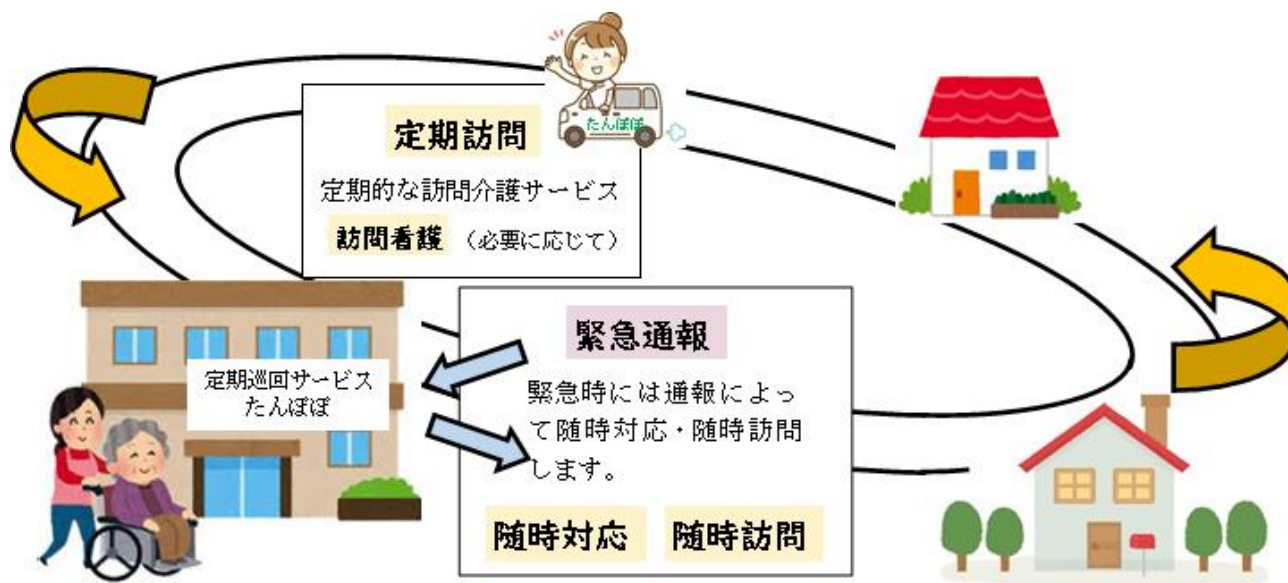 たんぽぽ
定期訪問
定期的な訪問介護サービス
訪問看護 （必要に応じて）
定期巡回サービス
たんぽぽ
緊急通報
緊急時には通報によっ
て随時対応・随時訪問
します。
随時対応 随時訪問